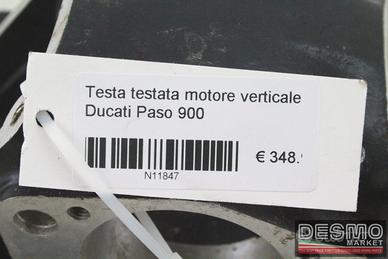 Testa testata motore verticale
Ducati Paso 900
€ 348.
N11847
DESMO
MARKET